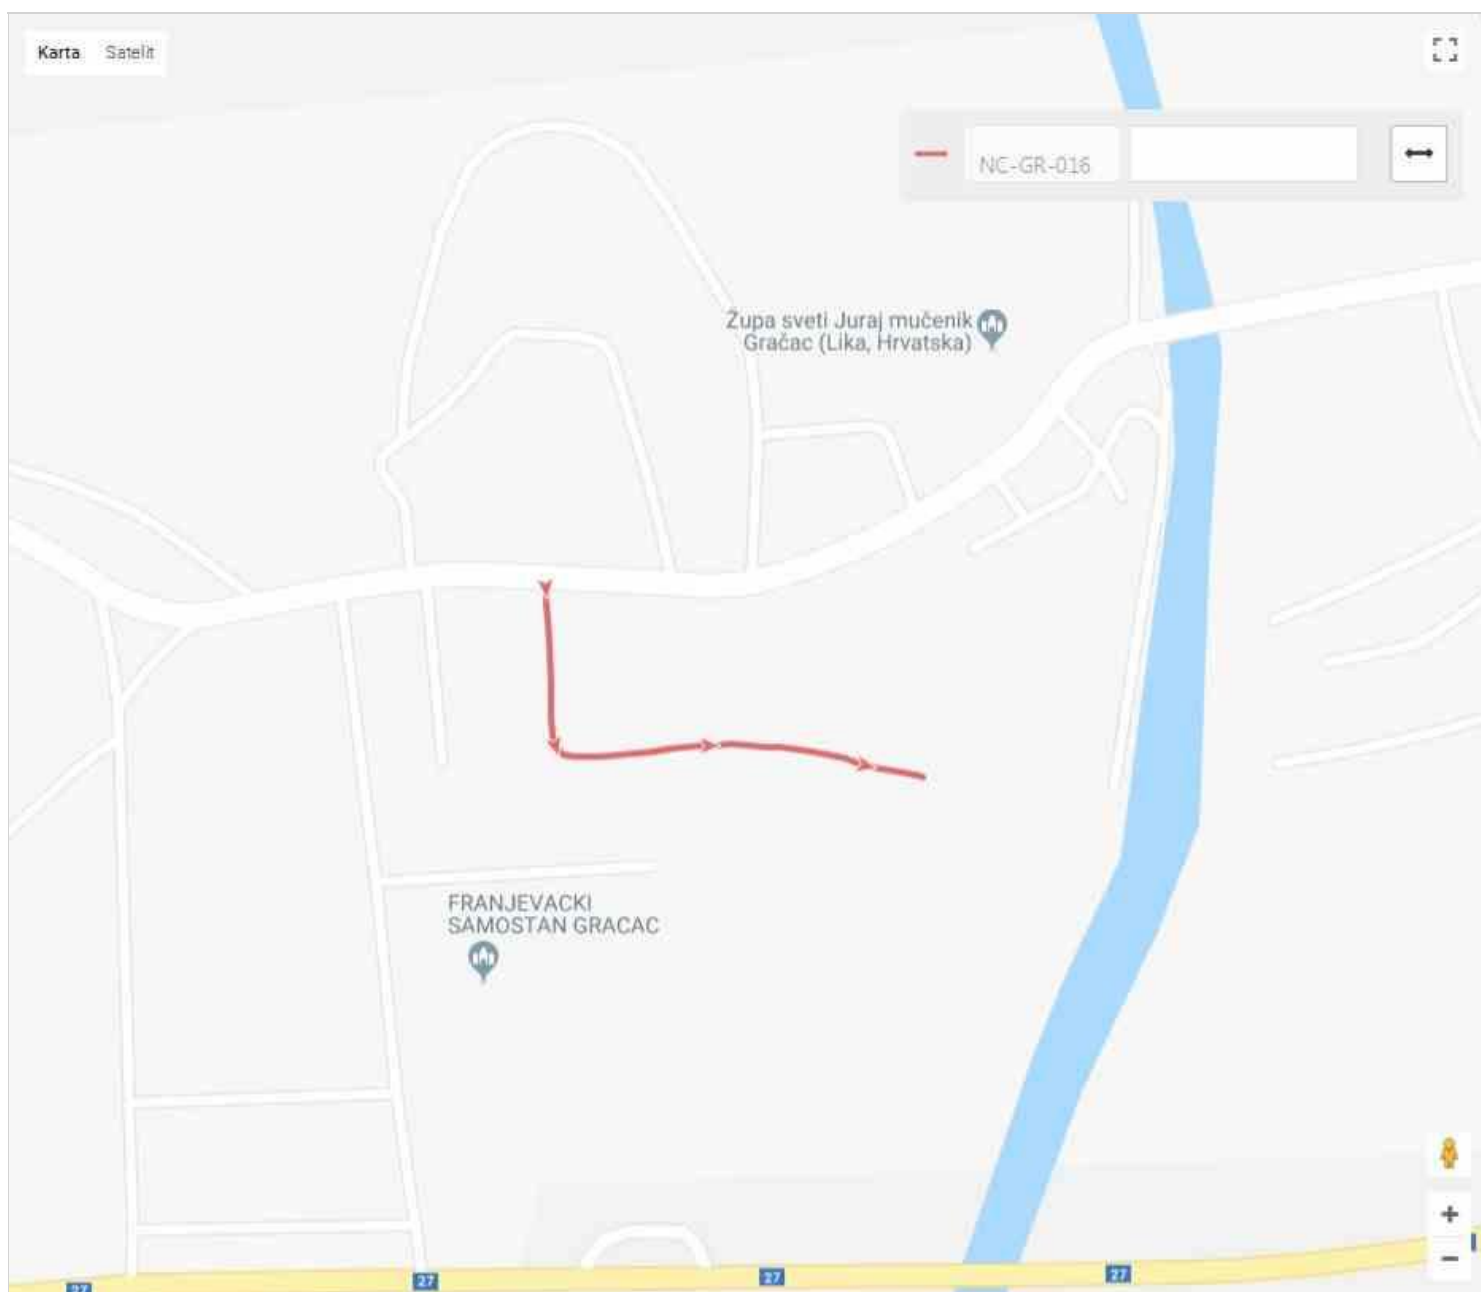 Karta Satelit
NC-GR-016
Župa sveti Juraj mučenik
Gračac (Lika, Hrvatska)
FRANJEVACKI
SAMOSTAN GRACAC
27
27
27
27